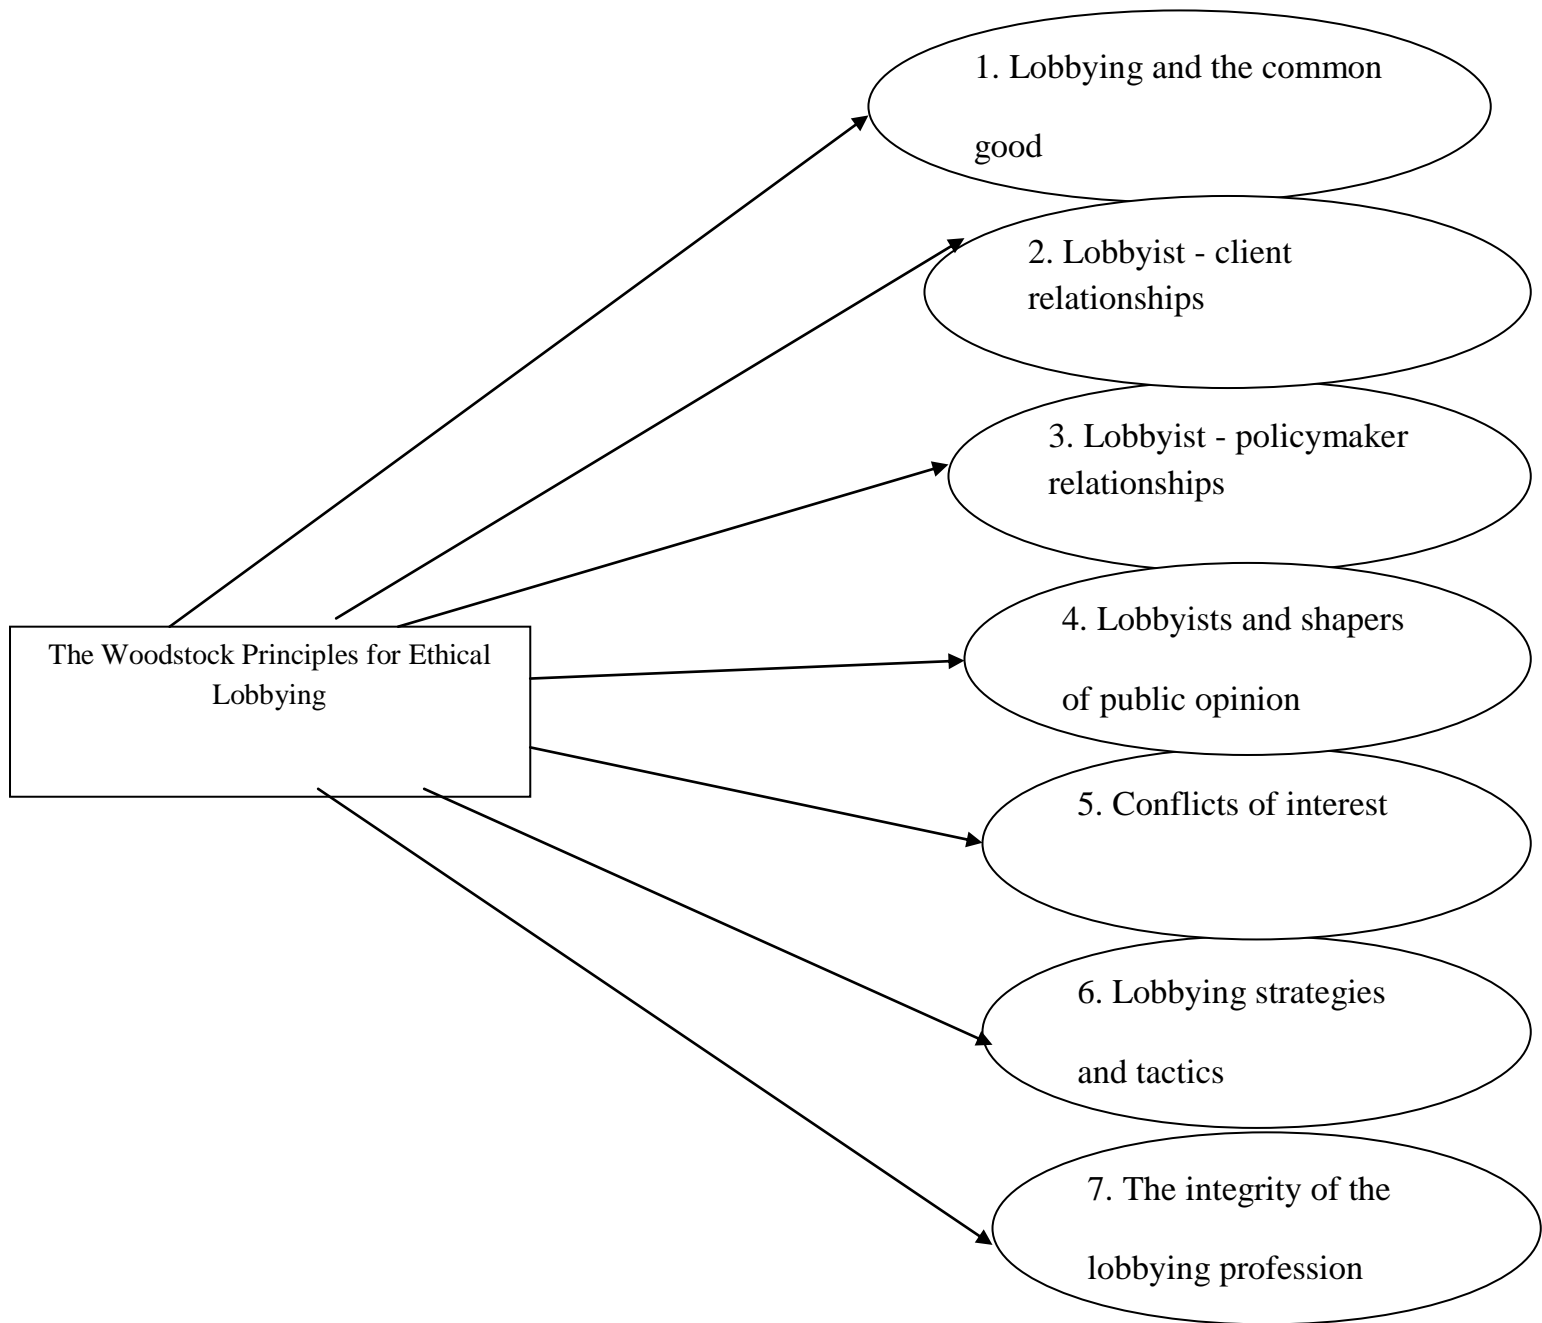 1. Lobbying and the common
good
2. Lobbyist - client
relationships
3. Lobbyist - policymaker
relationships
The Woodstock Principles for Ethical
Lobbying
4. Lobbyists and shapers
of public opinion
5. Conflicts of interest
6. Lobbying strategies
and tactics
7. The integrity of the
lobbying profession